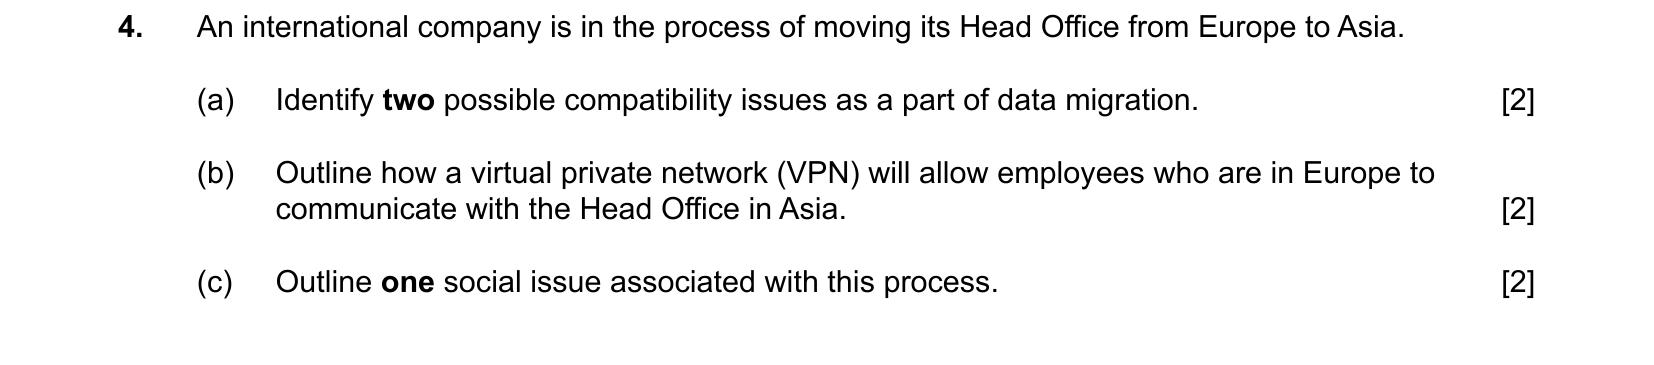 4. An international company is in the process of moving its Head Office from Europe to Asia.
(a) Identify two possible compatibility issues as a part of data migration. [2]
(b) Outline how a virtual private network (VPN) will allow employees who are in Europe to
communicate with the Head Office in Asia. [2]
(c) Outline one social issue associated with this process. [2]